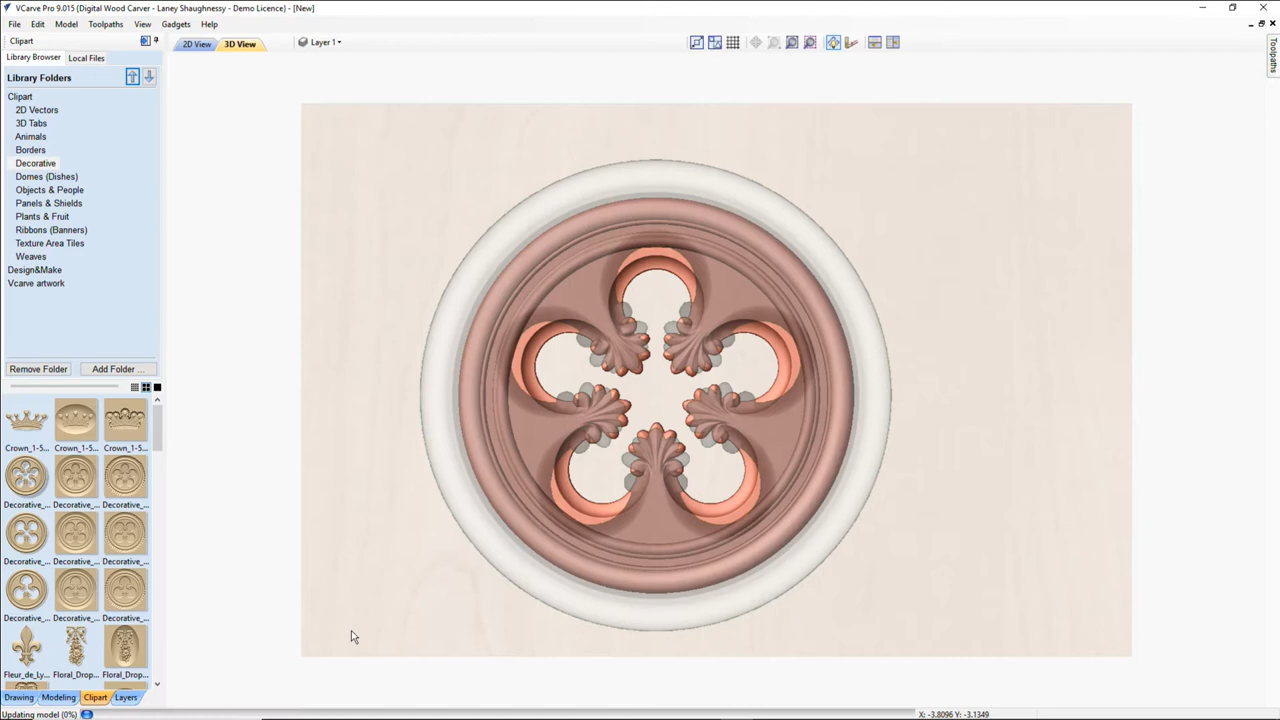 VCarve Pro 9.015 {Digital Wood Carver - Laney Shaughnessy - Demo Licence} - [New]
File Edit Model Toolpaths View Gadgets Help
Clipart
2D View 3D View Layer 1
Library Browser Local Files
Library Folders
Clipart
2D Vectors
3D Tabs
Animals
Borders
Decorative
Domes (Dishes)
Objects & People
Panels & Shields
Plants & Fruit
Ribbons (Banners)
Texture Area Tiles
Weaves
Design&Make
Vcarve artwork
Remove Folder Add Folder ...
Crown_1-5... Crown_1-5... Crown_1-5...
Decorative_... Decorative_... Decorative_...
Decorative_... Decorative_... Decorative_...
Decorative_... Decorative_... Decorative_...
Fleur_de_Ly... Floral_Drop... Floral_Drop...
Drawing Modeling Clipart Layers
Updating model (0%) X: -3.8096 Y: -3.1349
Toolpaths